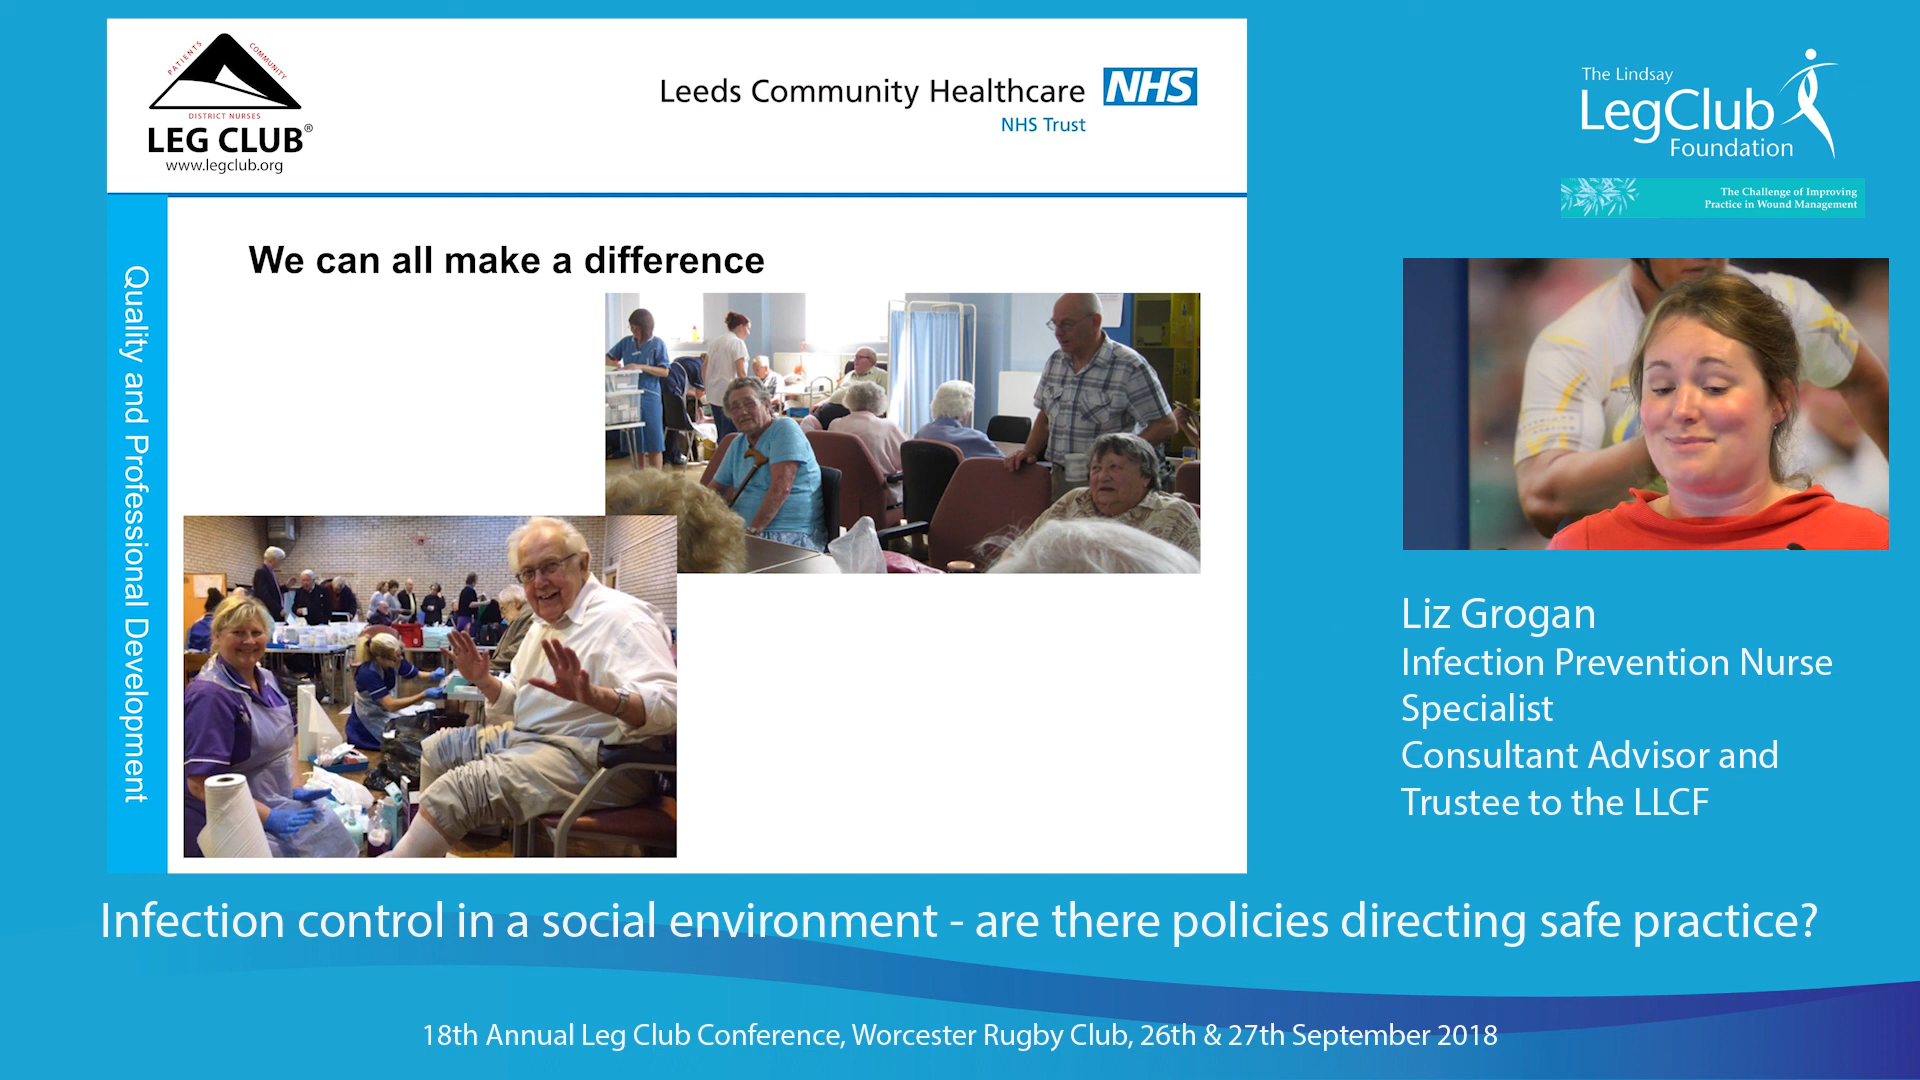 PATIENTS
COMMUNITY
DISTRICT NURSES
LEG CLUB®
www.legclub.org
Leeds Community Healthcare NHS
NHS Trust
Quality and Professional Development
We can all make a difference
The Lindsay
LegClub
Foundation
The Challenge of Improving
Practice in Wound Management
Liz Grogan
Infection Prevention Nurse
Specialist
Consultant Advisor and
Trustee to the LLCF
Infection control in a social environment - are there policies directing safe practice?
18th Annual Leg Club Conference, Worcester Rugby Club, 26th & 27th September 2018